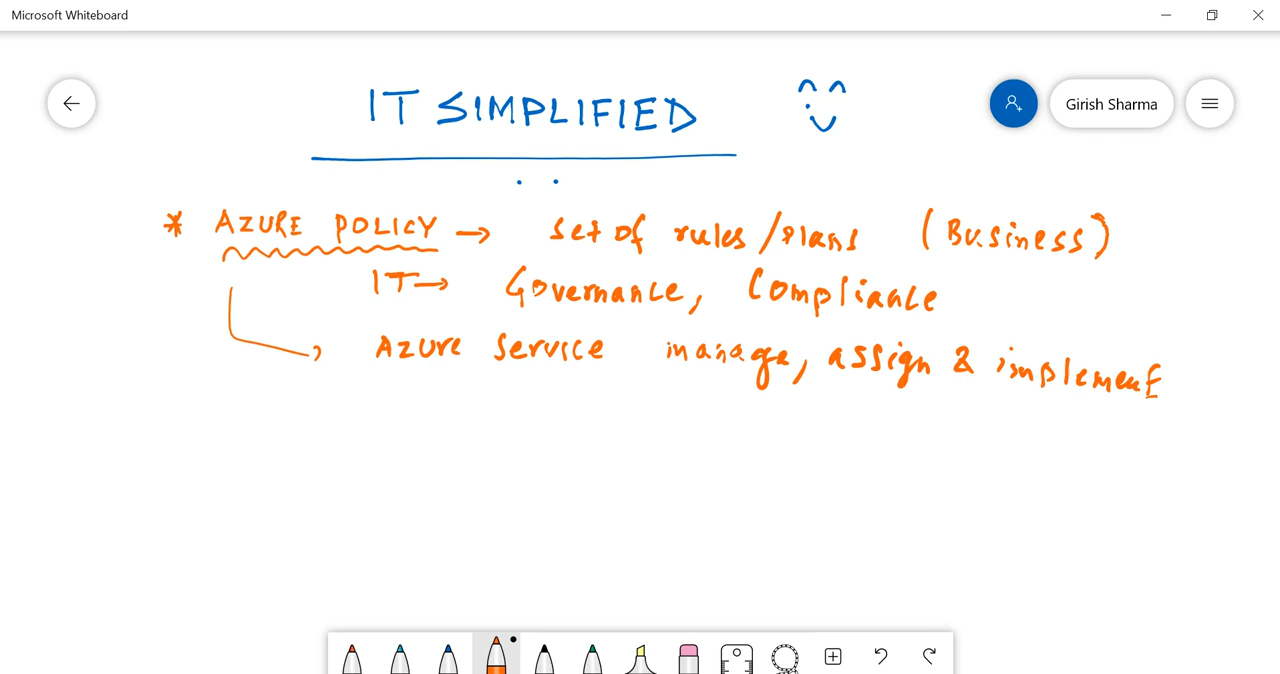 Microsoft Whiteboard
IT SIMPLIFIED
Girish Sharma
* AZURE POLICY → set of rules/plans (Business)
IT → Governance, Compliance
Azure Service manage, assign & implement